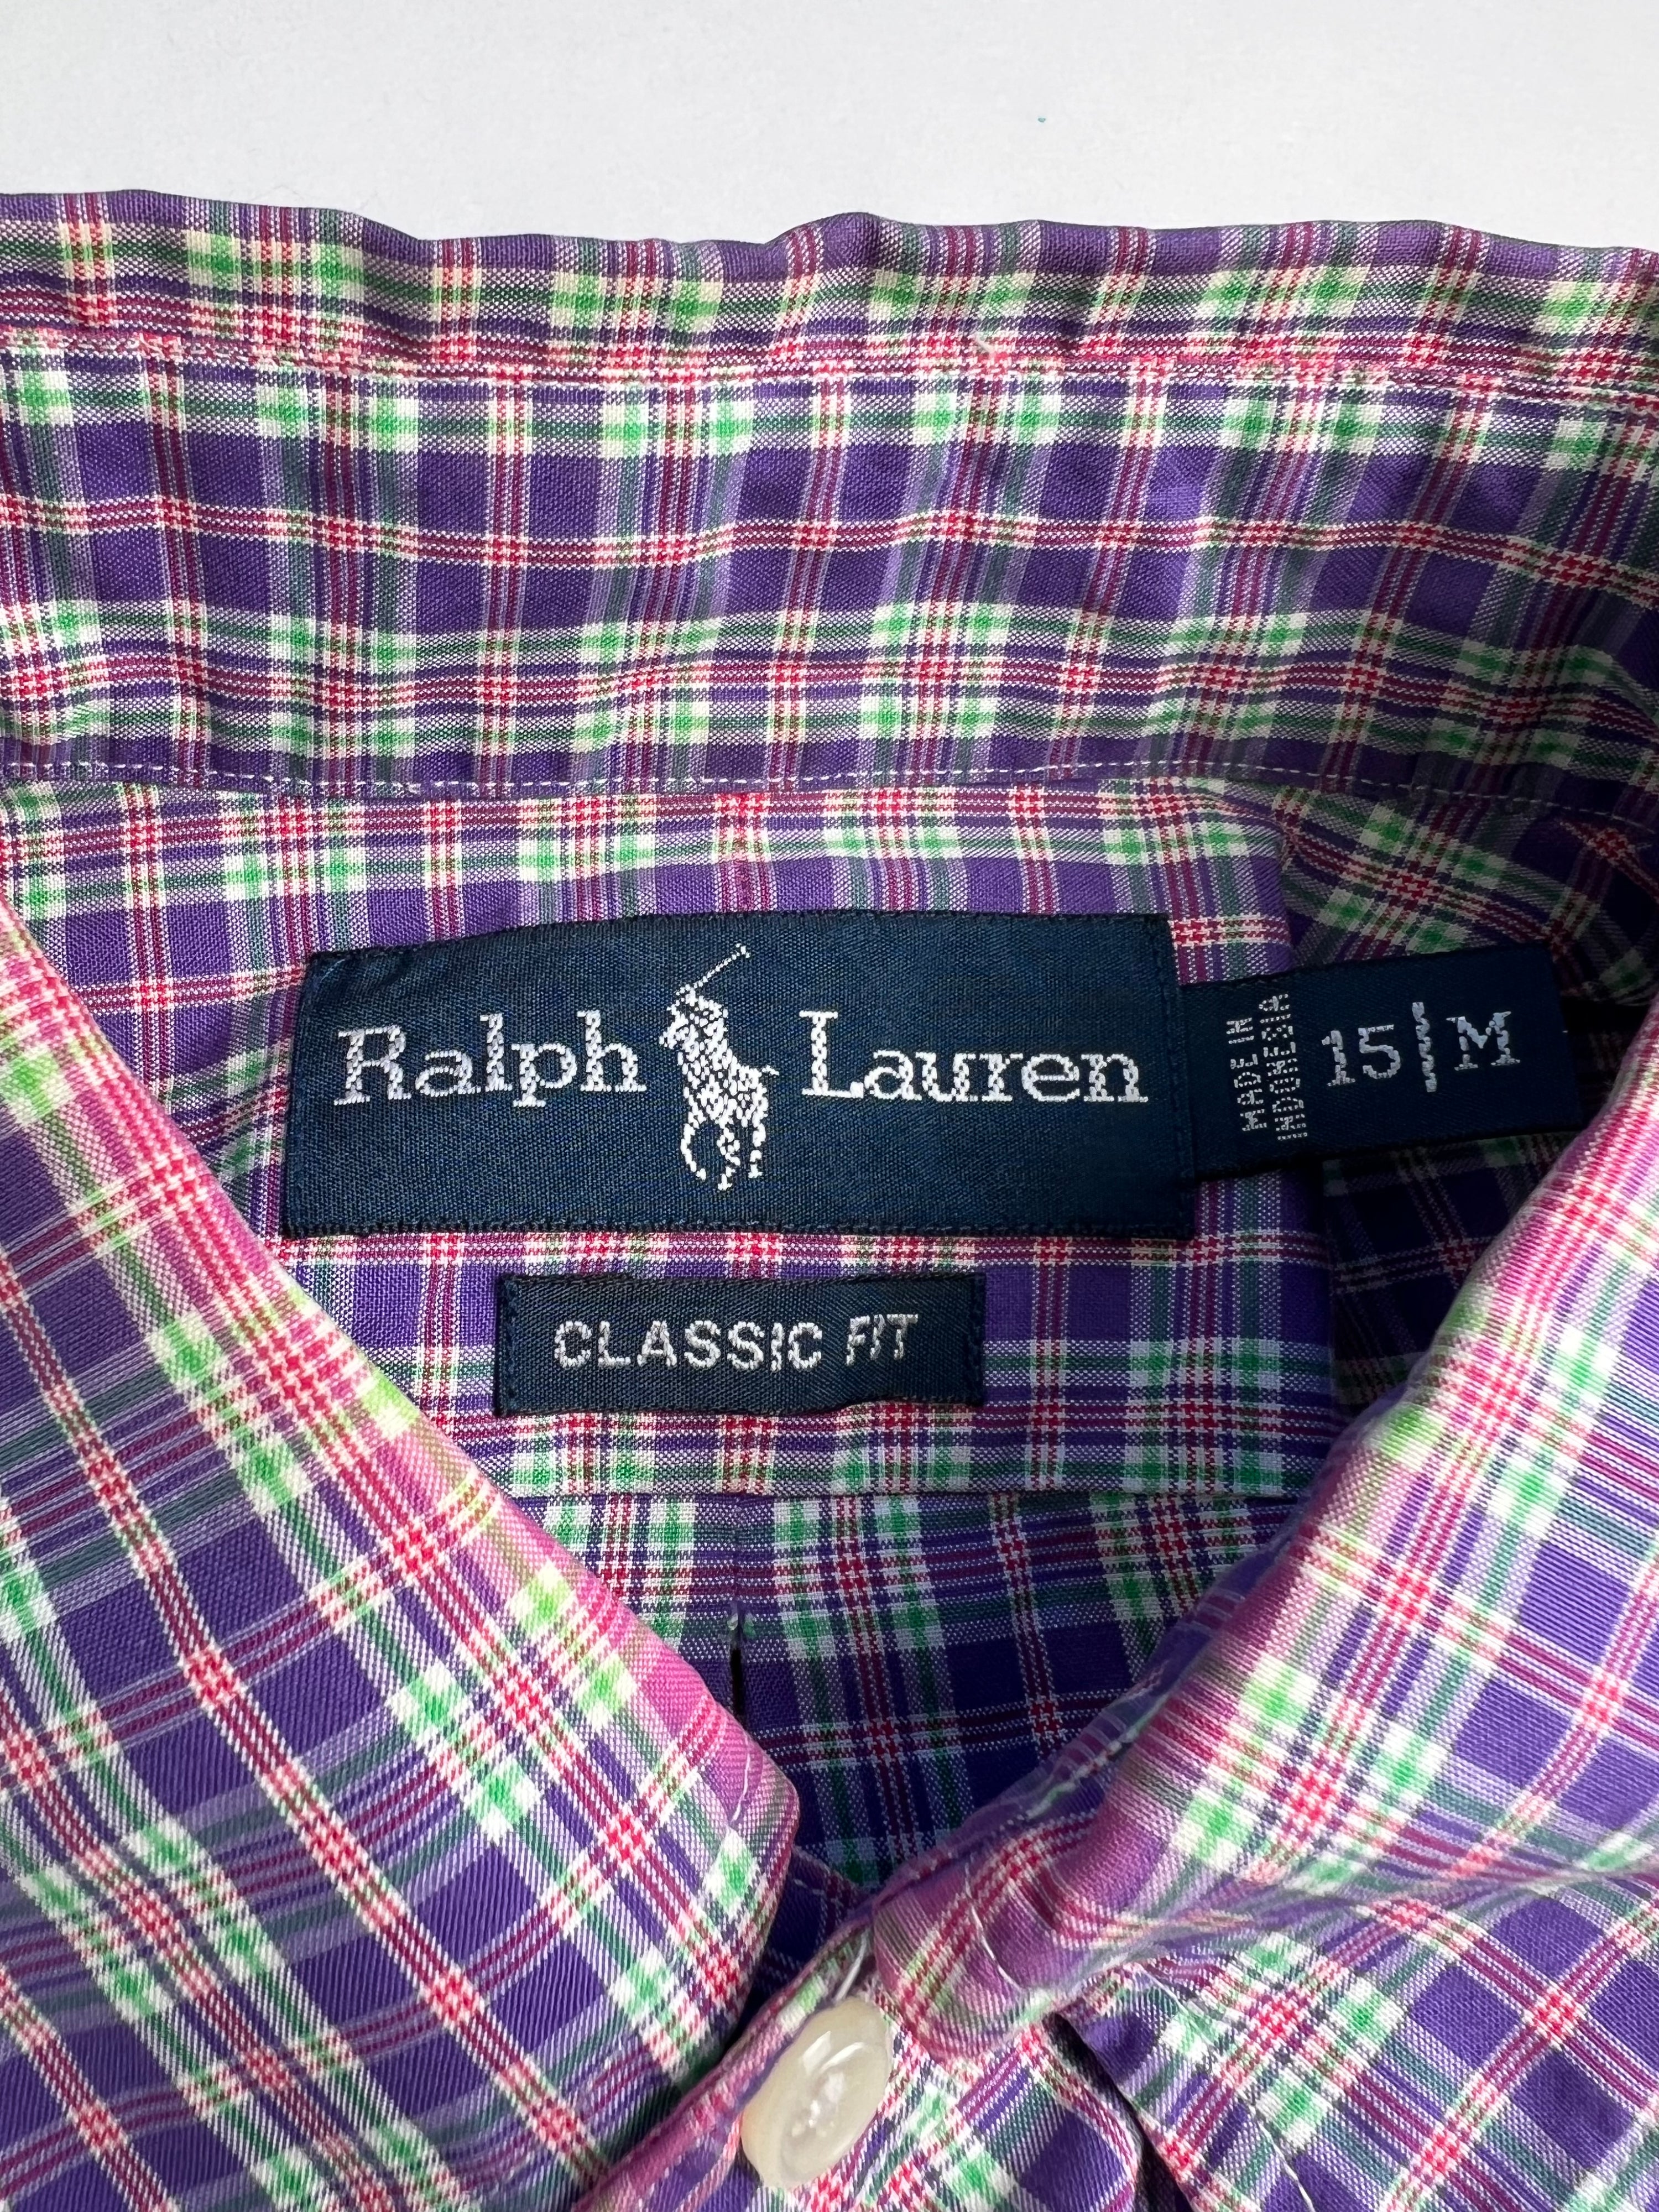 Ralph Lauren
MADE IN
INDONESIA
15|M
CLASSIC FIT